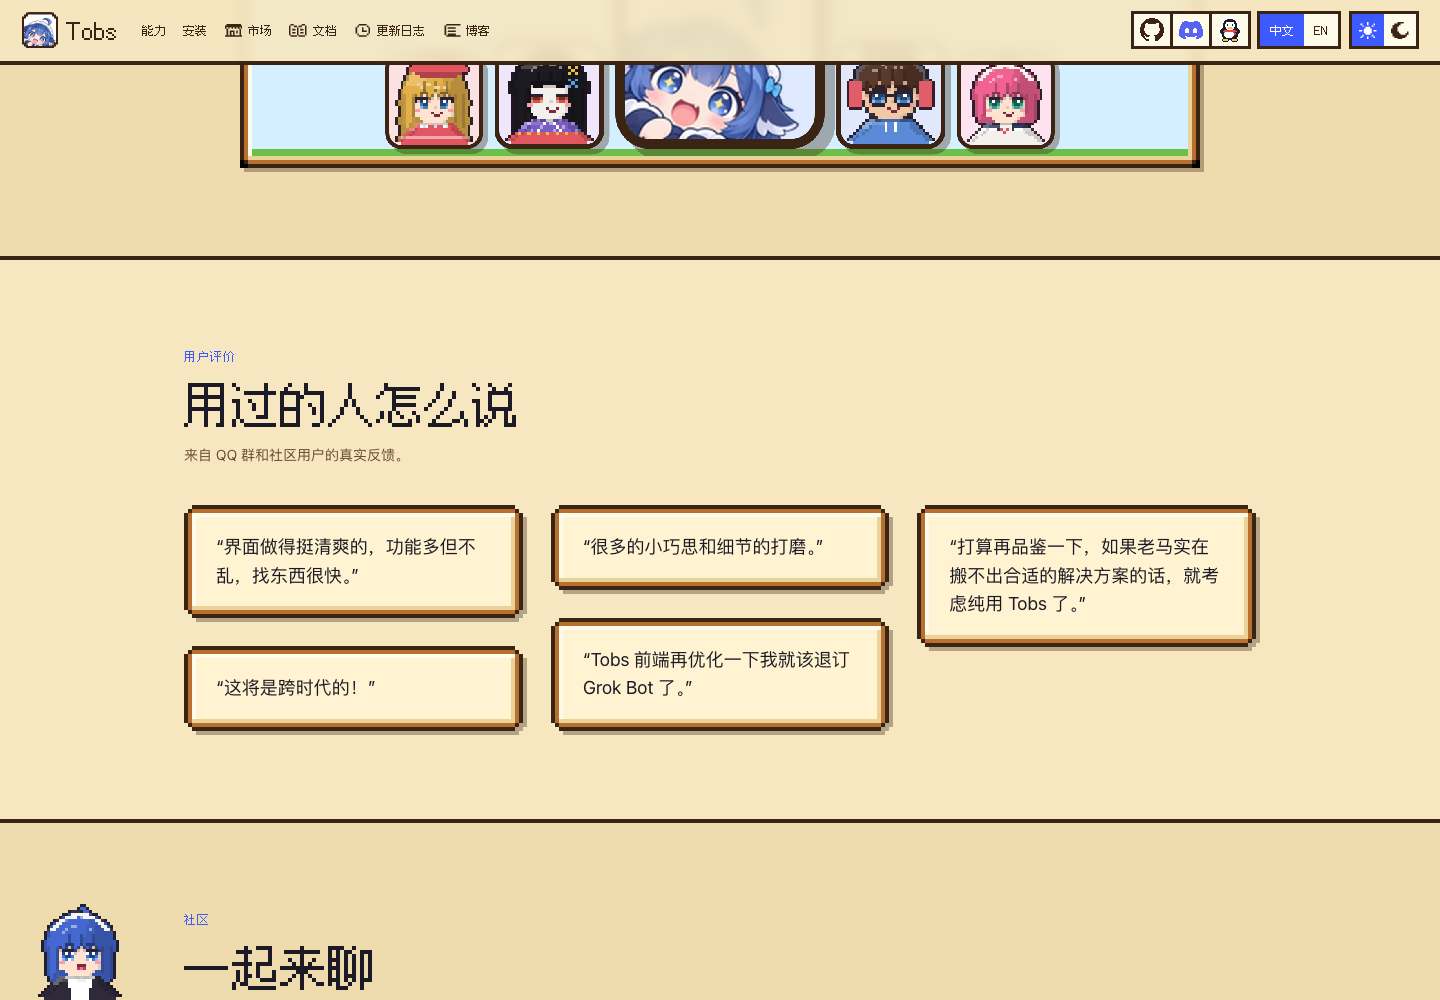 Tobs 能力 安装 市场 文档 更新日志 博客 中文 EN
用户评价
用过的人怎么说
来自 QQ 群和社区用户的真实反馈。
“界面做得挺清爽的，功能多但不
乱，找东西很快。”
“这将是跨时代的！”
“很多的小巧思和细节的打磨。”
“Tobs 前端再优化一下我就该退订
Grok Bot 了。”
“打算再品鉴一下，如果老马实在
搬不出合适的解决方案的话，就考
虑纯用 Tobs 了。”
社区
一起来聊